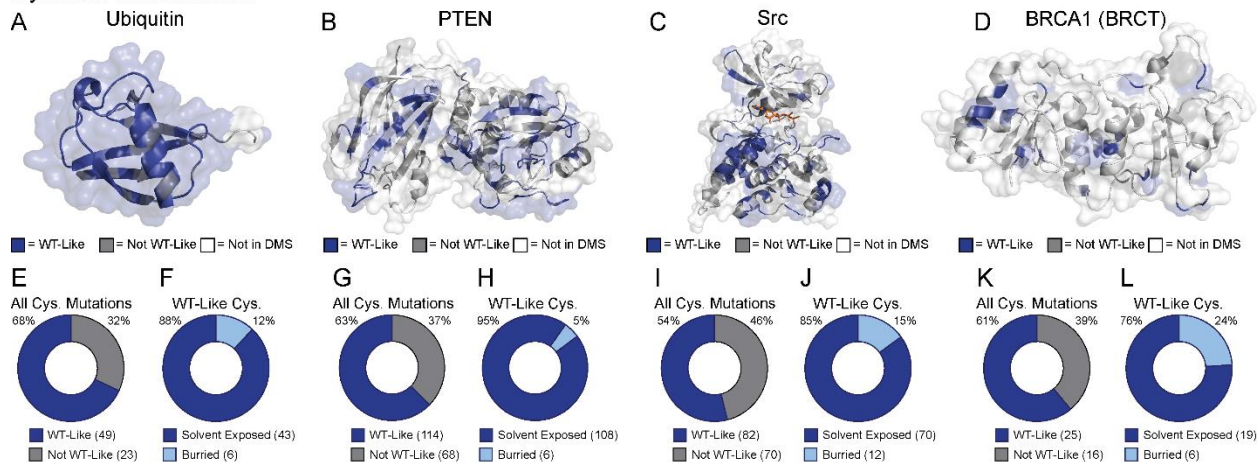 A Ubiquitin B PTEN C Src D BRCA1 (BRCT)
= WT-Like = Not WT-Like = Not in DMS = WT-Like = Not WT-Like = Not in DMS = WT-Like = Not WT-Like = Not in DMS = WT-Like = Not WT-Like = Not in DMS
E F G H I J K L
All Cys. Mutations WT-Like Cys. All Cys. Mutations WT-Like Cys. All Cys. Mutations WT-Like Cys. All Cys. Mutations WT-Like Cys.
68% 32% 88% 12% 63% 37% 95% 5% 54% 46% 85% 15% 61% 39% 76% 24%
WT-Like (49) Solvent Exposed (43) WT-Like (114) Solvent Exposed (108) WT-Like (82) Solvent Exposed (70) WT-Like (25) Solvent Exposed (19)
Not WT-Like (23) Burried (6) Not WT-Like (68) Burried (6) Not WT-Like (70) Burried (12) Not WT-Like (16) Burried (6)